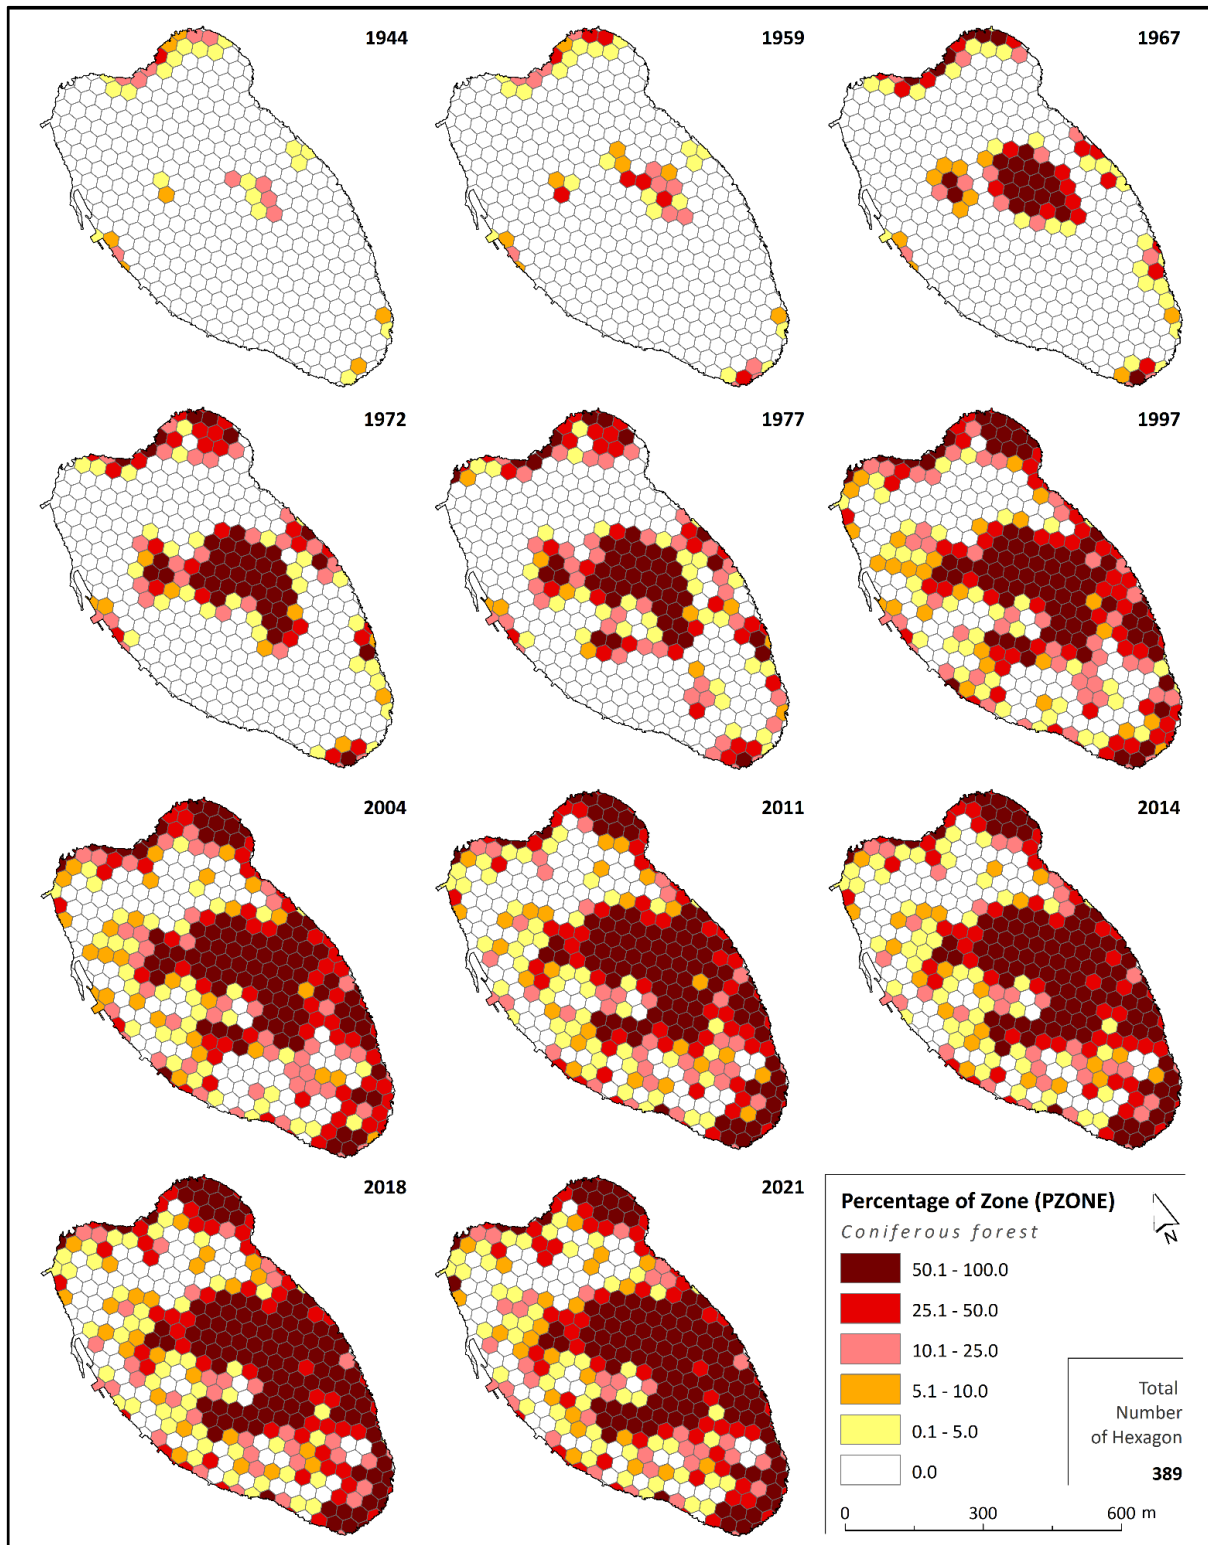 1944
1959
1967
1972
1977
1997
2004
2011
2014
2018
2021
Percentage of Zone (PZONE)
Coniferous forest
50.1 - 100.0
25.1 - 50.0
10.1 - 25.0
5.1 - 10.0
0.1 - 5.0
0.0
N
Total
Number
of Hexagon
389
0 300 600 m